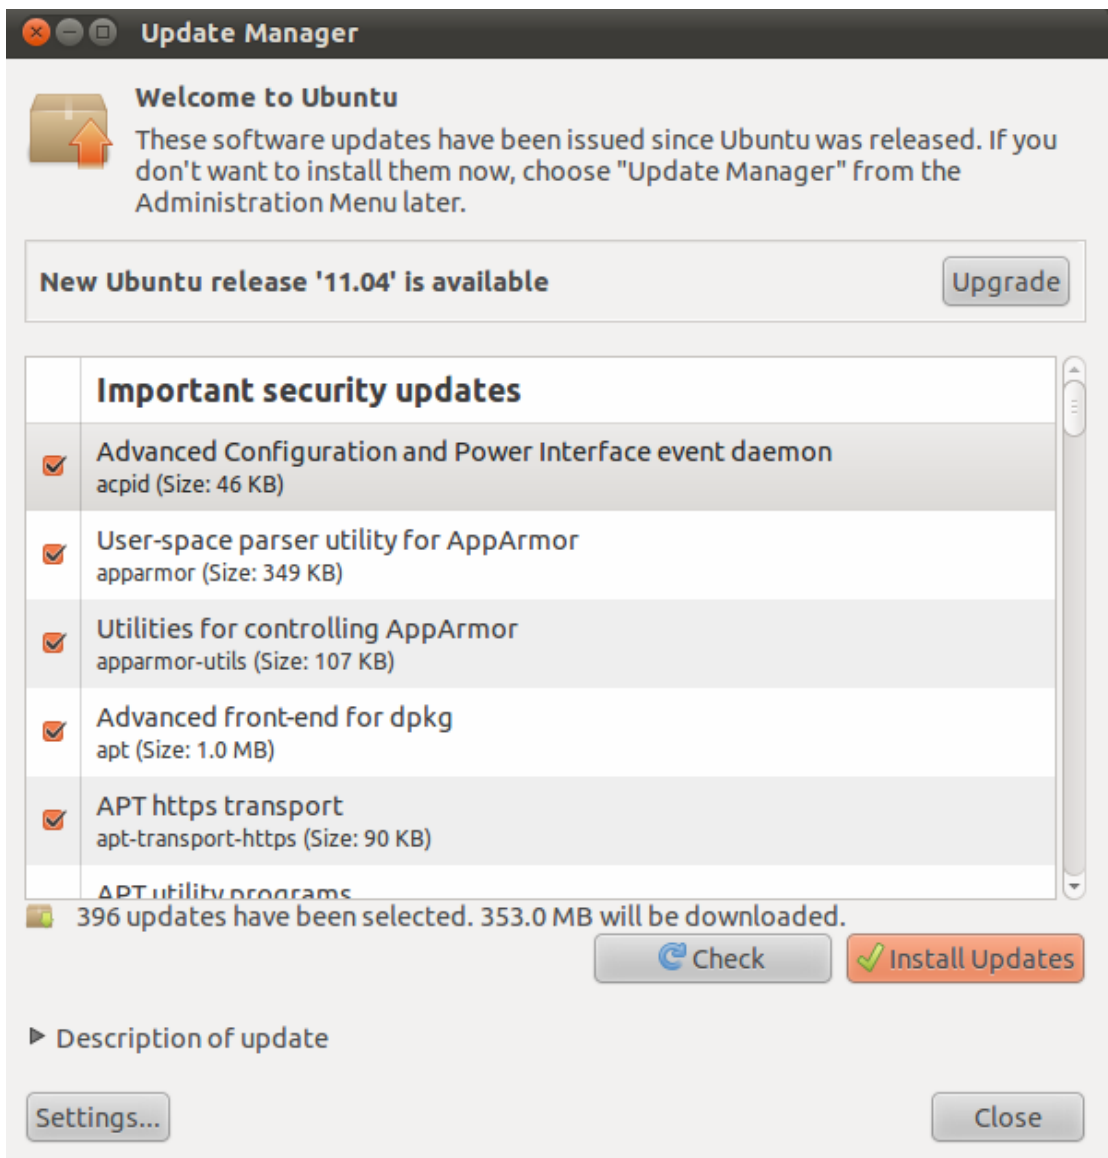 Update Manager
Welcome to Ubuntu
These software updates have been issued since Ubuntu was released. If you
don't want to install them now, choose "Update Manager" from the
Administration Menu later.
New Ubuntu release '11.04' is available
Upgrade
Important security updates
Advanced Configuration and Power Interface event daemon
acpid (Size: 46 KB)
User-space parser utility for AppArmor
apparmor (Size: 349 KB)
Utilities for controlling AppArmor
apparmor-utils (Size: 107 KB)
Advanced front-end for dpkg
apt (Size: 1.0 MB)
APT https transport
apt-transport-https (Size: 90 KB)
APT utility programs
396 updates have been selected. 353.0 MB will be downloaded.
Check
Install Updates
Description of update
Settings...
Close